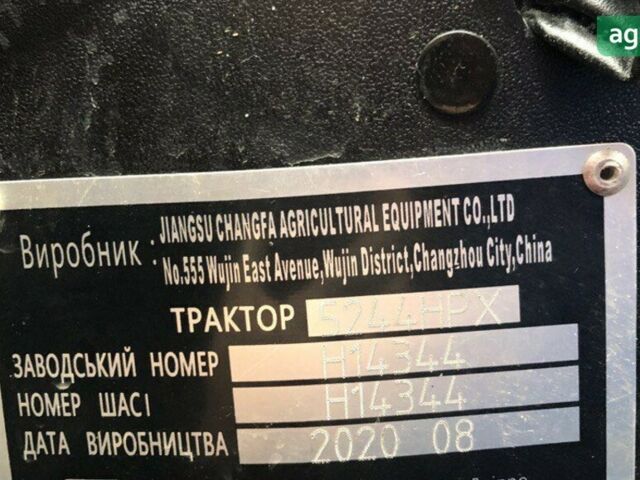 ag
Виробник : JIANGSU CHANGFA AGRICULTURAL EQUIPMENT CO.,LTD
No.555 Wujin East Avenue,Wujin District,Changzhou City,China
ТРАКТОР 5244HPX
ЗАВОДСЬКИЙ НОМЕР H14344
НОМЕР ШАСІ H14344
ДАТА ВИРОБНИЦТВА 2020 08